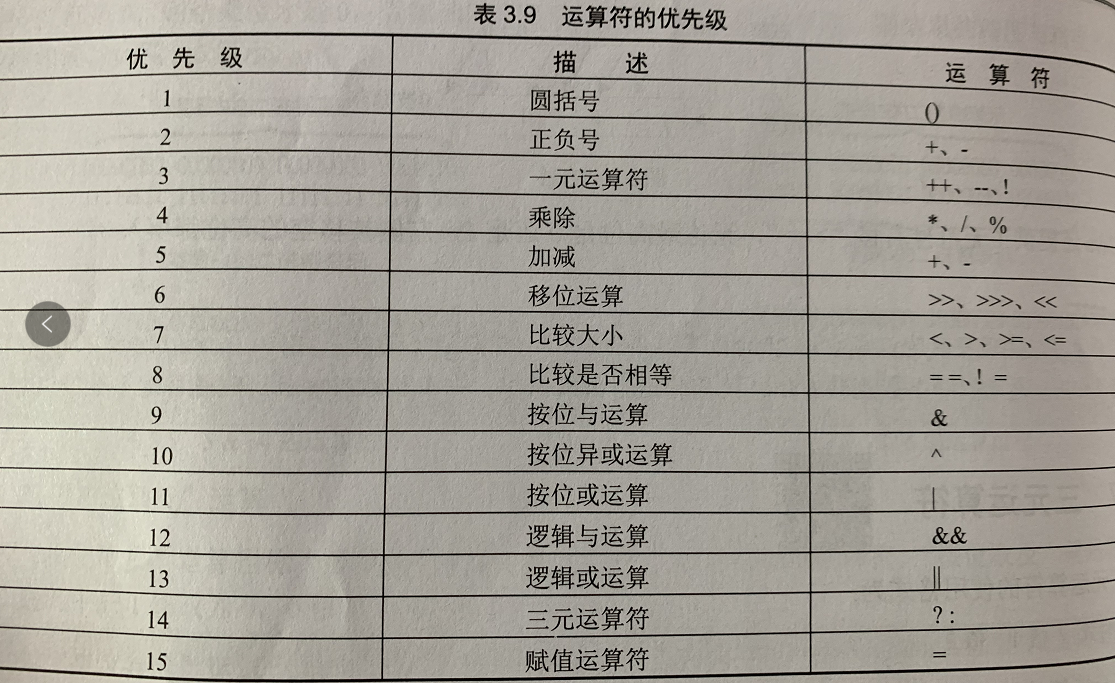 表 3.9 运算符的优先级
优 先 级 描 述 运 算 符
1 圆括号 ()
2 正负号 +、-
3 一元运算符 ++、--、!
4 乘除 *、/、%
5 加减 +、-
6 移位运算 >>、>>>、<<
7 比较大小 <、>、>=、<=
8 比较是否相等 = =、! =
9 按位与运算 &
10 按位异或运算 ^
11 按位或运算 |
12 逻辑与运算 &&
13 逻辑或运算 ||
14 三元运算符 ? :
15 赋值运算符 =